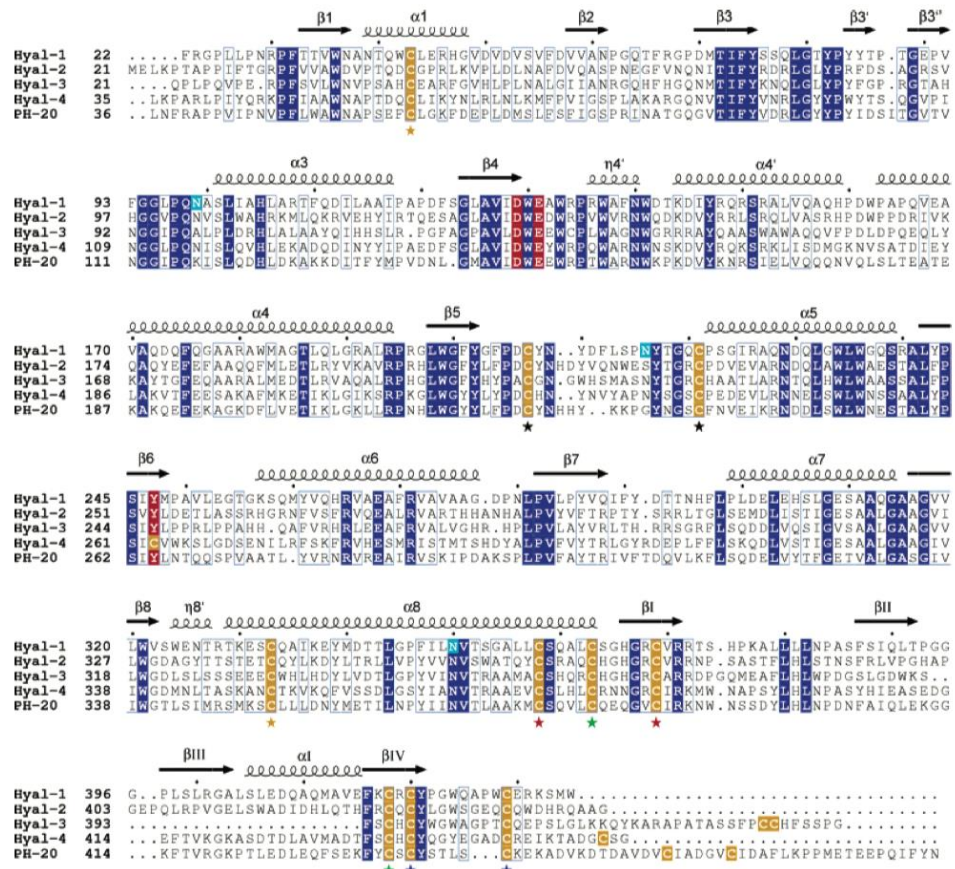 β1 α1 β2 β3 β3' β3''
Hyal-1 22 .....FRGPLLPNRPFTTVWNANTQWCLERHGVDVDVSVFDVVANPGQTFRGPDMTIFYSSQLGTYPYYTP.TGEPV
Hyal-2 21 MELKPTAPPIFTGRPFVVAWDVPTQDCGPRLKVPLDLNAFDVQASPNEGFVNQNITIFYRDRLGLYPRFDS.AGRSV
Hyal-3 21 ....QPLPQVPE.RPFSVLWNVPSAHCEARFGVHLPLNALGIIANRGQHFHGQNMTIFYKNQLGLYPYFGP.RGTAH
Hyal-4 35 ..LKPARLPIYQRKPFIAAWNAPTDQCLIKYNLRLNLKMFPVIGSPLAKARGQNVTIFYVNRLGYYPWYTS.QGVPI
PH-20 36 ..LNFRAPPVIPNVPFLWAWNAPSEFCLGKFDEPLDMSLFSFIGSPRINATGQGVTIFYVDRLGYYPYIDSITGVTV
α3 β4 η4' α4'
Hyal-1 93 FGGLPQNASLIAHLARTFQDILAAIPAPDFSGLAVIDWEAWRPRWAFNWDTKDIYRQRSRALVQAQHPDWPAPQVEA
Hyal-2 97 HGGVPQNVSLWAHRKMLQKRVEHYIRTQEPAGLAVIDWEDWRPVWVRNWQDKDVYRRLSRQLVASRHPDWPPDRIVK
Hyal-3 92 NGGIPQALPLDRHLALAAYQIHHSLR.PGFAGLAVLDWEEWCPLWAGNWGRRRAYQAASWAWAQQVFPDLDPQEQLY
Hyal-4 109 NGGLPQNISLQVHLEKADQDINYYIPAEDFSGLAVIDWEYWRPQWARNWNSKDVYRQKSRKLISDMGKNVSATDIEY
PH-20 111 NGGIPQKISLQDHLDKAKKDITFYMPVDNL.GMAVIDWEEWRPTWARNWKPKDVYKNRSIELVQQQNVQLSLTEATE
α4 β5 α5
Hyal-1 170 VAQDQFQGAARAWMAGTLQLGRALRPRGLWGFYGFPDCYN..YDFLSPNYTGQCPSGIRAQNDQLGWLWGQSRALYP
Hyal-2 174 QAQYEFEFAAQQFMLETLRYVKAVRPRHLWGFYLFPDCYNHDYVQNWESYTGRCPDVEVARNDQLAWLWAESTALFP
Hyal-3 168 KAYTGFEQAARALMEDTLRVAQALRPHGLWGFYHYPACGNGWHSMASNYTGRCHAATLARNTQLHWLWAASSALFP
Hyal-4 186 LAKVTFEESAKAFMLETIKLGIKSRPKGLWGYYLYPDCHN..YNVYAPNYSGSCPEDEVLRNNELSWLWNSSAALYP
PH-20 187 KAKQEFEKAGKDFLVETIKLGKLLRPNHLWGYYLFPDCYNHHY..KKPGYNGSCFNVEIKRNDDLSWLWNESTALYP
β6 α6 β7 α7
Hyal-1 245 SIYMPAVLEGTGKSQMYVQHRVAEAFRVAVAAG.DPNLPVLPYVQIFY.DTTNHFLPLDELEHSLGESAAQGAAGVV
Hyal-2 251 SVYLDETLASSRHGRNFVSFRVQEALRVARTHHANHALPVYVFTRPTY.SRRLTGLSEMDLISTIGESAALGAAGVI
Hyal-3 244 SIYLPPRLPPAHH.QAFVRHRLEEAFRVALVGHR.HPLPVLAYVRLTH.RRSGRFLSQDDLVQSIGVSAALGAAGVV
Hyal-4 261 SICVWKSLGDSENILRFSKFRVHESMRISTMTSHDYALPVFVYTRLGYRDEPLFFLSKQDLVSTIGESAALGAAGIV
PH-20 262 SIYLNTQQSPVAATL.YVRNRVREAIRVSKIPDAKSPLPVFAYTRIVFTDQVLKFLSQDELVYTFGETVALGASGIV
β8 η8' α8 βI βII
Hyal-1 320 LWVSWENTRTKESCQAIKEYMDTTLGPFIINVTSGALLCSQALCSGHGRCVRRTS.HPKALLLLNPASFSIQLTPGG
Hyal-2 327 LWGDAGYTTSTETCQYLKDYLTRLLVPYVVNVSWATQYCSRAQCHGHGRCVRRNP.SASTFLHLSTNSFRLVPGHAP
Hyal-3 318 LWGDLSLSSSEEECWHLHDYLVDTLGPYVINVTRAAMACSHQRCHGHGRCARRDPGQMEAFLHLWPDGSLGDWKS..
Hyal-4 338 IWGDMNLTASKANCTKVKQFVSSDLGSYIANVTRAAEVCSLHLCRNNGRCIRKMW.NAPSYLHLNPASYHIEASEDG
PH-20 338 IWGTLSIMRSMKSCLLLDNYMETILNPYIINVTLAAKMCSQVLCQEQGVCIRKNW.NSSDYLHLNPDNFAIQLEKGG
βIII αI βIV
Hyal-1 396 G..PLSLRGALSLEDQAQMAVEFKCRCYPGWQAPWCERKSMW
Hyal-2 403 GEPQLRPVGELSWADIDHLQTHFRCQCYLGWSGEQCQWDHRQAAG
Hyal-3 393 FSCHCYWGWAGPTCQEPSLGLKKQYKARAPATASSFPCCHFSSPG
Hyal-4 414 ..EFTVKGKASDTDLAVMADTFSCHCYQGYEGADCREIKTADGCSG
PH-20 414 ..KFTVRGKPTLEDLEQFSEKFYCSCYSTLS...CKEKADVKDTDAVDVCIADGVCIDAFLKPPMETEEPQIFYN